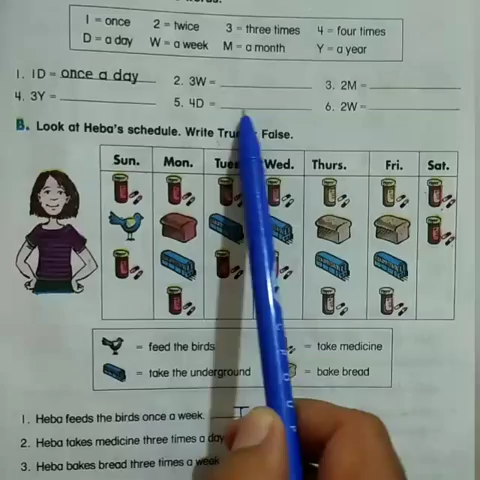 1 = once 2 = twice 3 = three times 4 = four times
D = a day W = a week M = a month Y = a year
1. 1D = once a day 2. 3W = 3. 2M =
4. 3Y = 5. 4D = 6. 2W =
B. Look at Heba's schedule. Write True False.
Sun. Mon. Tues Wed. Thurs. Fri. Sat.
= feed the birds = take medicine
= take the underground = bake bread
1. Heba feeds the birds once a week. T
2. Heba takes medicine three times a day
3. Heba bakes bread three times a week